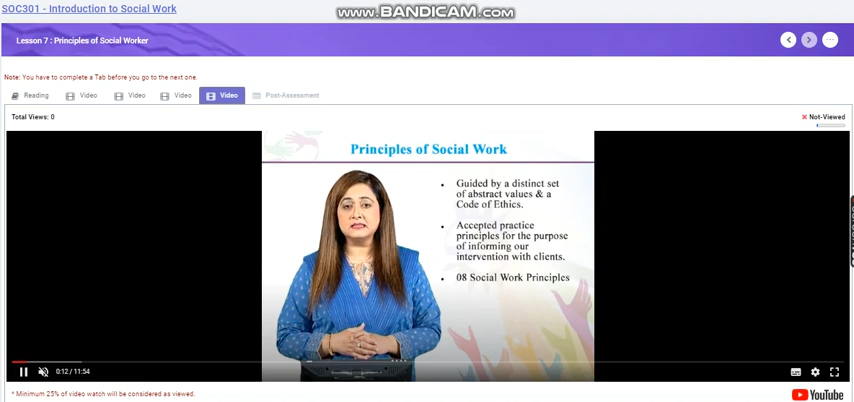 SOC301 - Introduction to Social Work
www.BANDICAM.com
Lesson 7 : Principles of Social Worker
Note: You have to complete a Tab before you go to the next one.
Reading Video Video Video Video Post-Assessment
Total Views: 0 Not-Viewed
Principles of Social Work
Guided by a distinct set
of abstract values & a
Code of Ethics.
Accepted practice
principles for the purpose
of informing our
intervention with clients.
08 Social Work Principles
0:12 / 11:54
* Minimum 25% of video watch will be considered as viewed.
YouTube